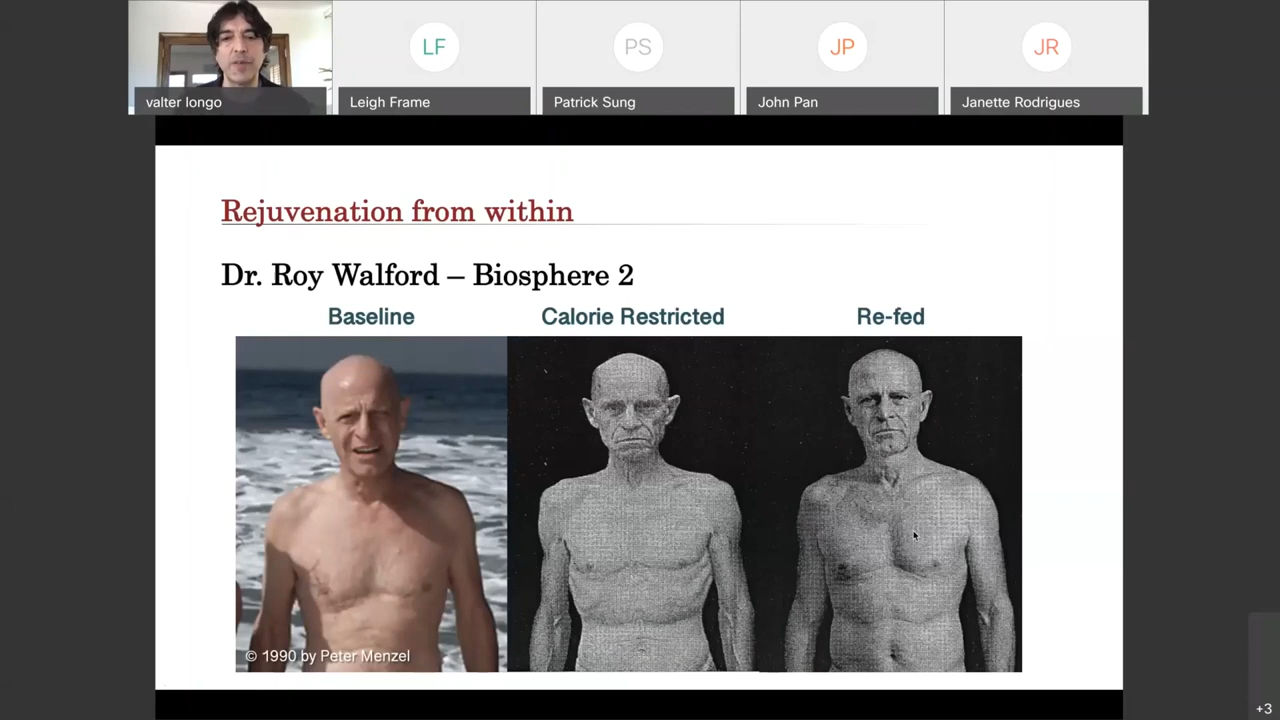 LF
PS
JP
JR
valter longo
Leigh Frame
Patrick Sung
John Pan
Janette Rodrigues
Rejuvenation from within
Dr. Roy Walford – Biosphere 2
Baseline
Calorie Restricted
Re-fed
© 1990 by Peter Menzel
+3